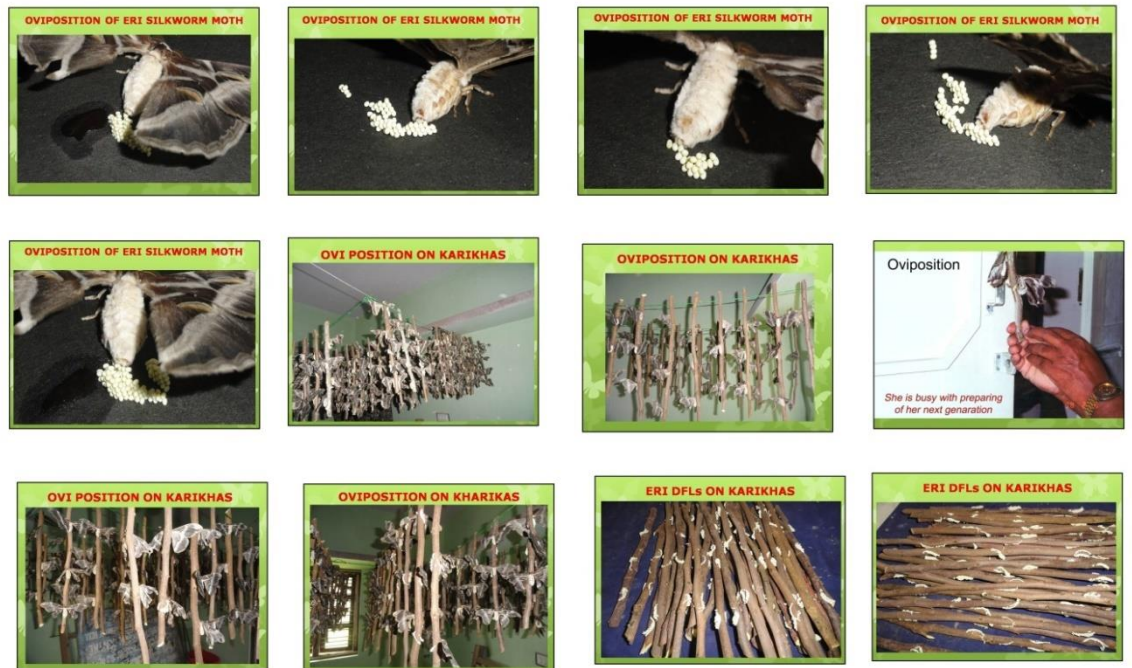 OVIPOSITION OF ERI SILKWORM MOTH
OVIPOSITION OF ERI SILKWORM MOTH
OVIPOSITION OF ERI SILKWORM MOTH
OVIPOSITION OF ERI SILKWORM MOTH
OVIPOSITION OF ERI SILKWORM MOTH
OVI POSITION ON KARIKHAS
OVIPOSITION ON KARIKHAS
Oviposition
She is busy with preparing
of her next genaration
OVI POSITION ON KARIKHAS
OVIPOSITION ON KHARIKAS
ERI DFLs ON KARIKHAS
ERI DFLs ON KARIKHAS